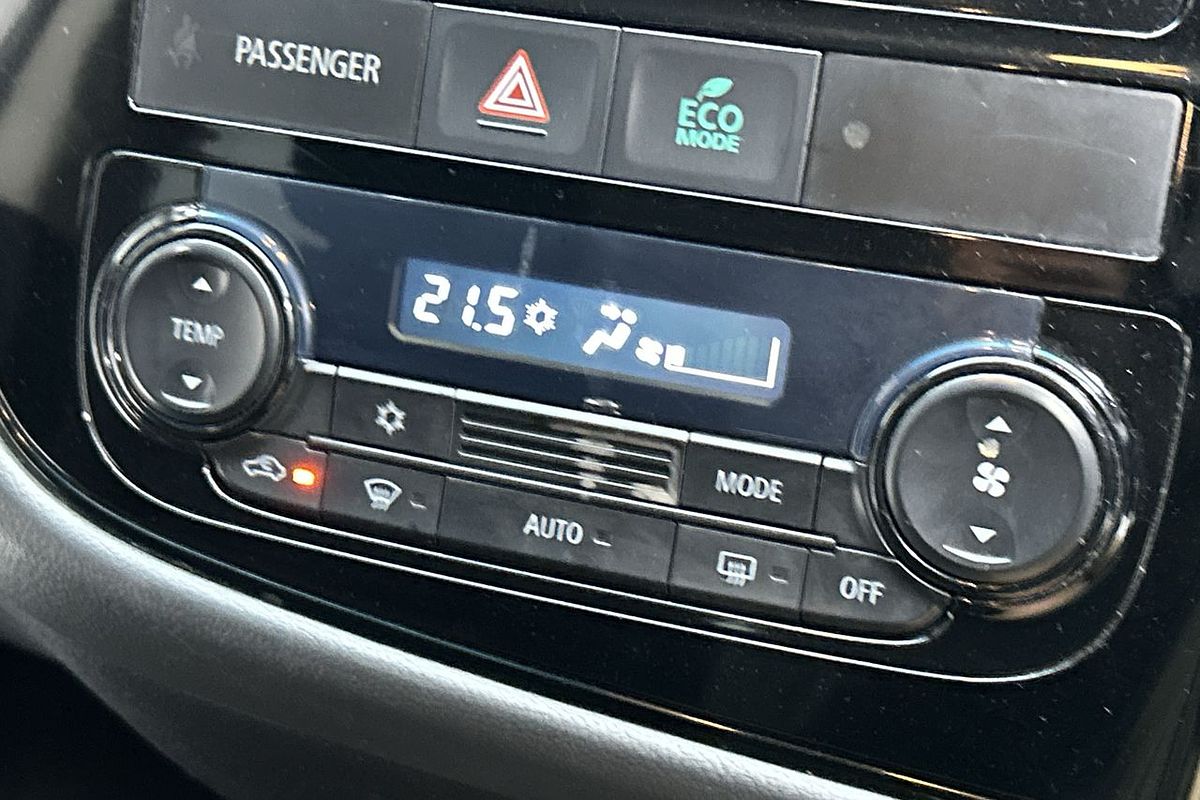 PASSENGER
ECO
MODE
21.5
TEMP
MODE
AUTO
OFF